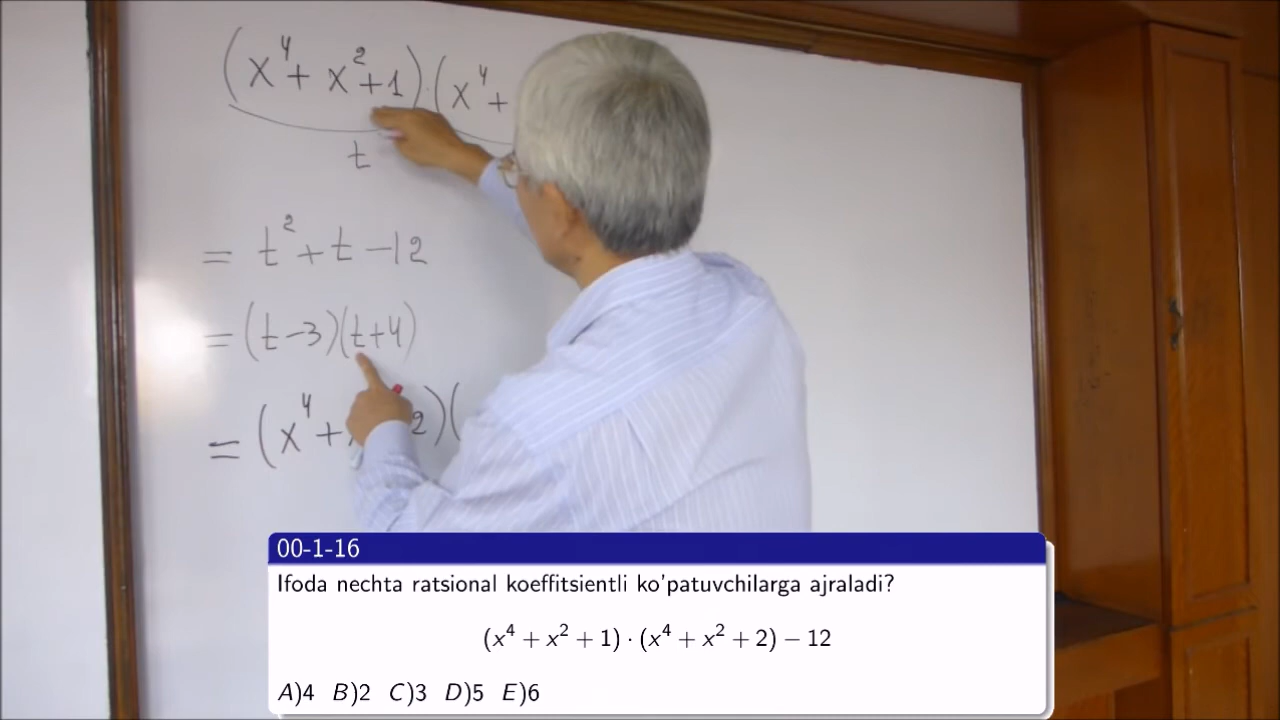 (x⁴ + x² + 1) · (x⁴ +
t
= t² + t − 12
= (t − 3)(t + 4)
= (x⁴ + 2)(
00-1-16
Ifoda nechta ratsional koeffitsientli ko'patuvchilarga ajraladi?
(x⁴ + x² + 1) · (x⁴ + x² + 2) − 12
A)4 B)2 C)3 D)5 E)6